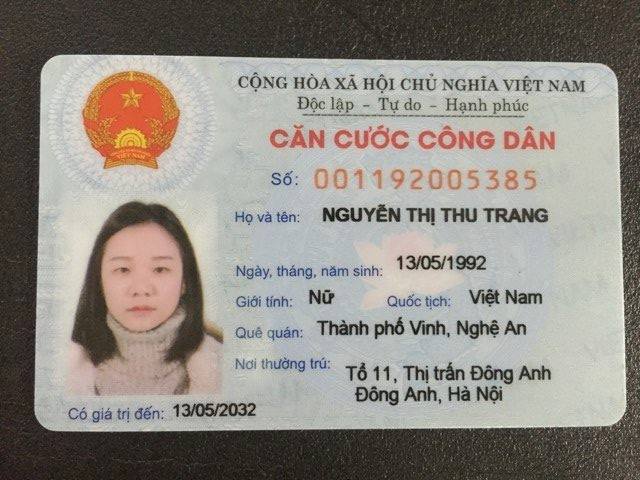 CỘNG HÒA XÃ HỘI CHỦ NGHĨA VIỆT NAM
Độc lập - Tự do - Hạnh phúc
CĂN CƯỚC CÔNG DÂN
Số: 001192005385
Họ và tên: NGUYỄN THỊ THU TRANG
Ngày, tháng, năm sinh: 13/05/1992
Giới tính: Nữ Quốc tịch: Việt Nam
Quê quán: Thành phố Vinh, Nghệ An
Nơi thường trú: Tổ 11, Thị trấn Đông Anh
Đông Anh, Hà Nội
Có giá trị đến: 13/05/2032